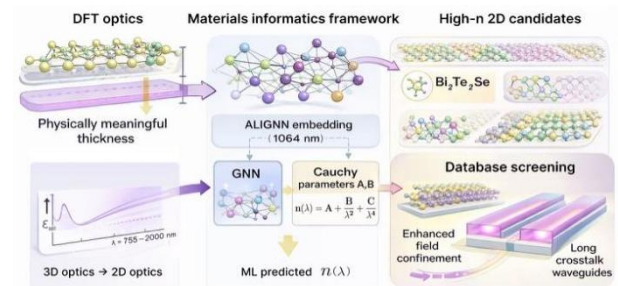 DFT optics
Physically meaningful
thickness
λ = 755–2000 nm
3D optics → 2D optics
Materials informatics framework
ALIGNN embedding
(1064 nm)
GNN
Cauchy
parameters A,B
n(λ) = A + B/λ² + C/λ⁴
ML predicted n(λ)
High-n 2D candidates
Bi₂Te₂Se
Database screening
Enhanced
field
confinement
Long
crosstalk
waveguides